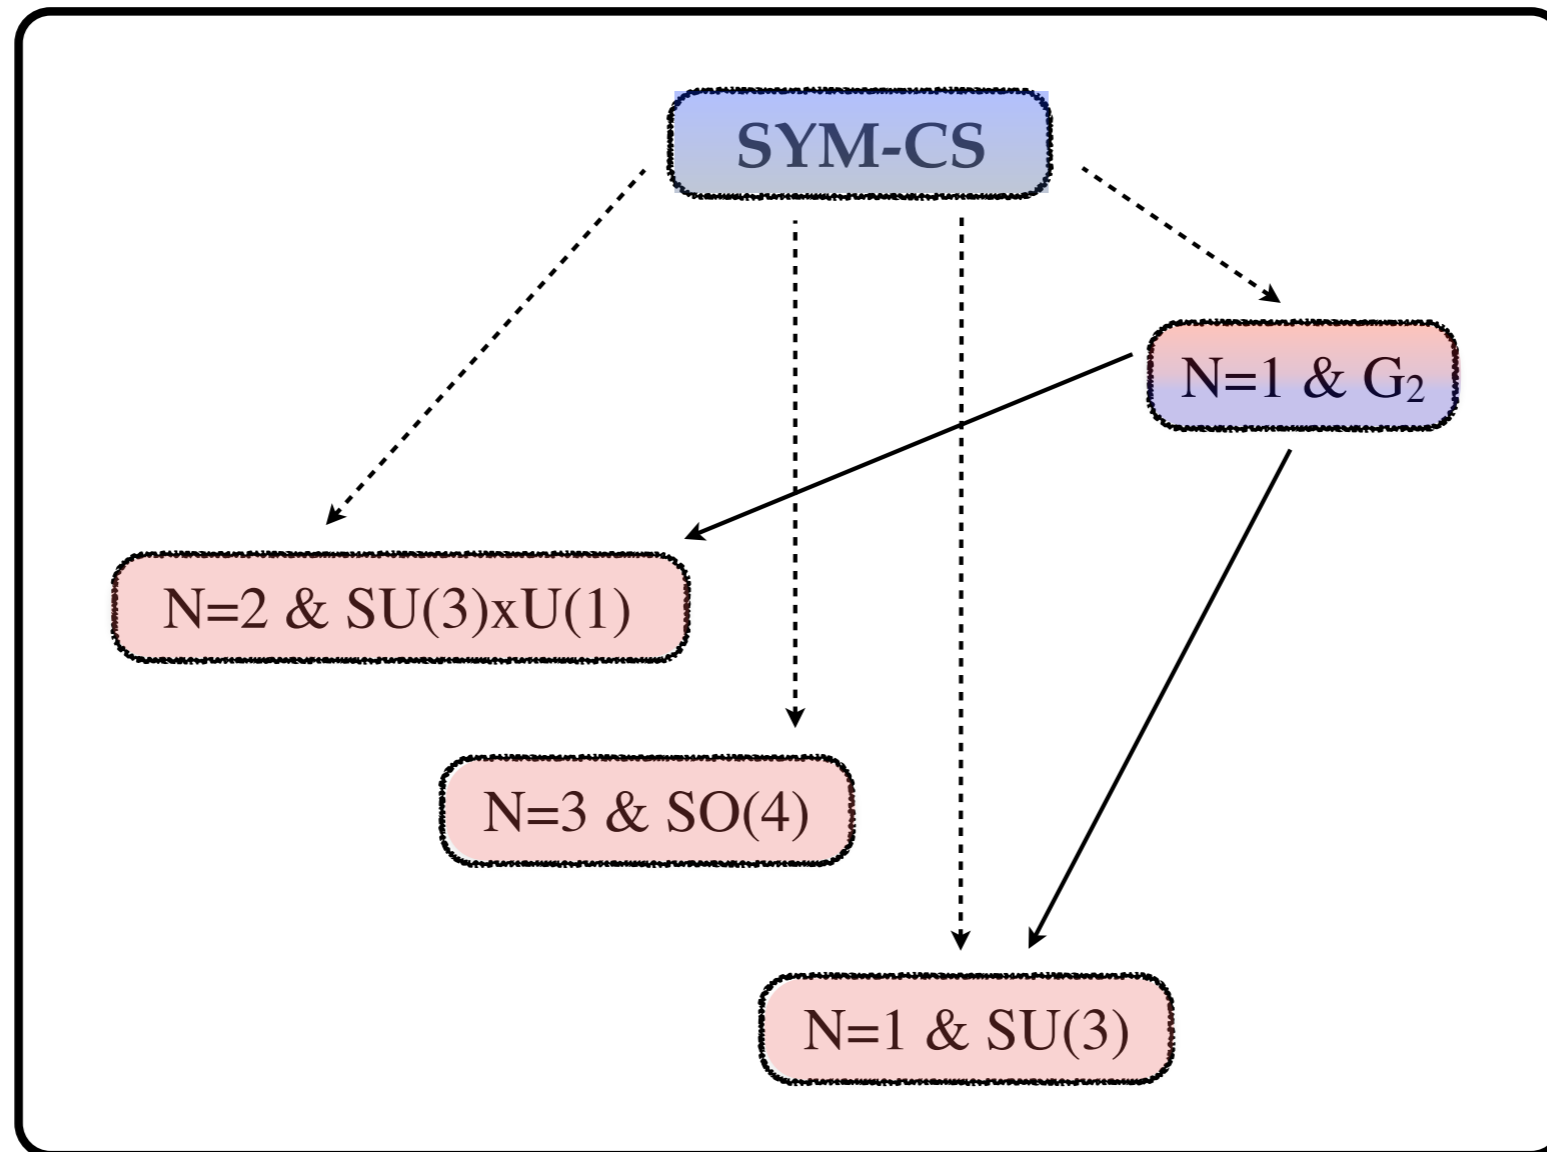 SYM-CS
N=1 & G₂
N=2 & SU(3)xU(1)
N=3 & SO(4)
N=1 & SU(3)